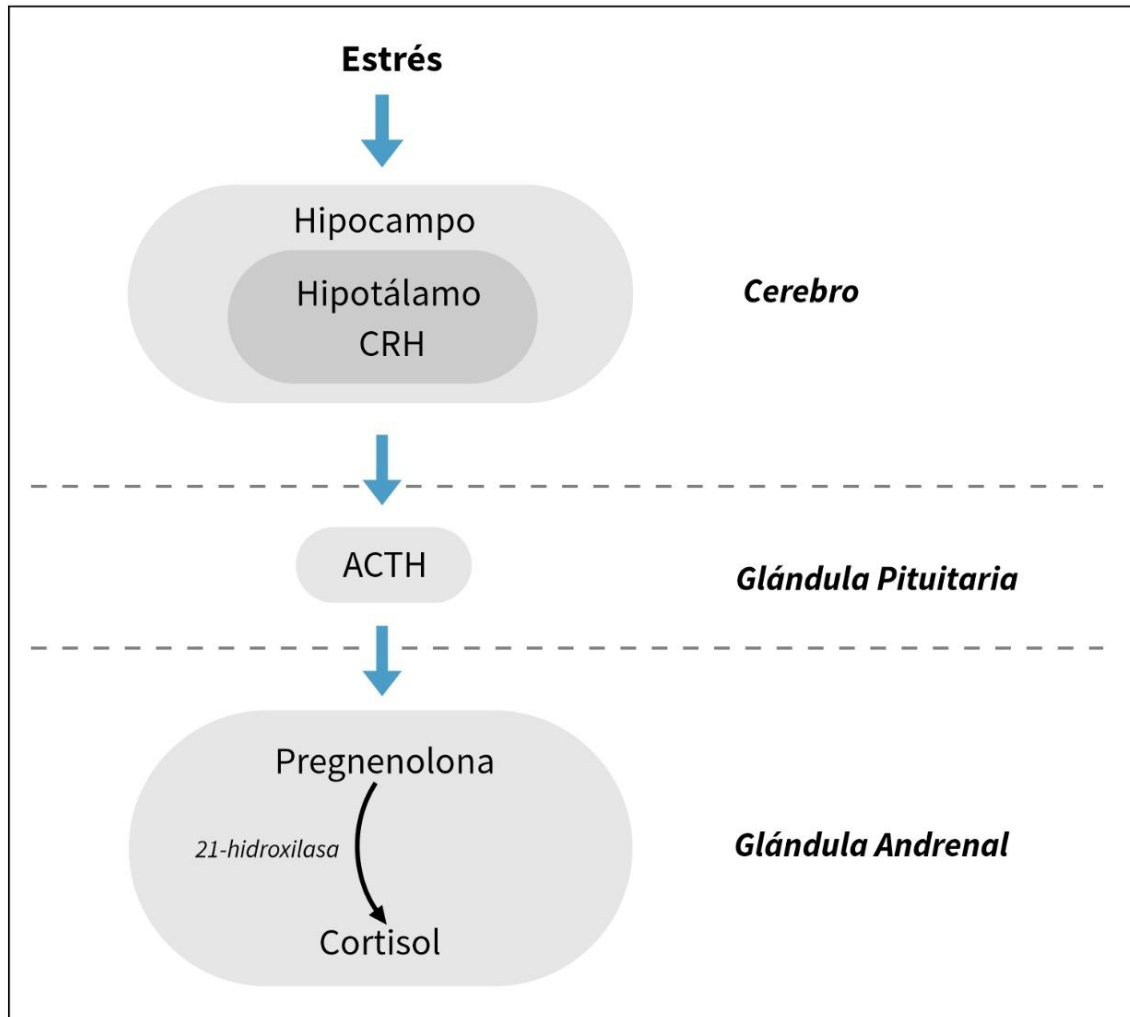 Estrés
Hipocampo
Hipotálamo
CRH
Cerebro
ACTH
Glándula Pituitaria
Pregnenolona
21-hidroxilasa
Glándula Andrenal
Cortisol